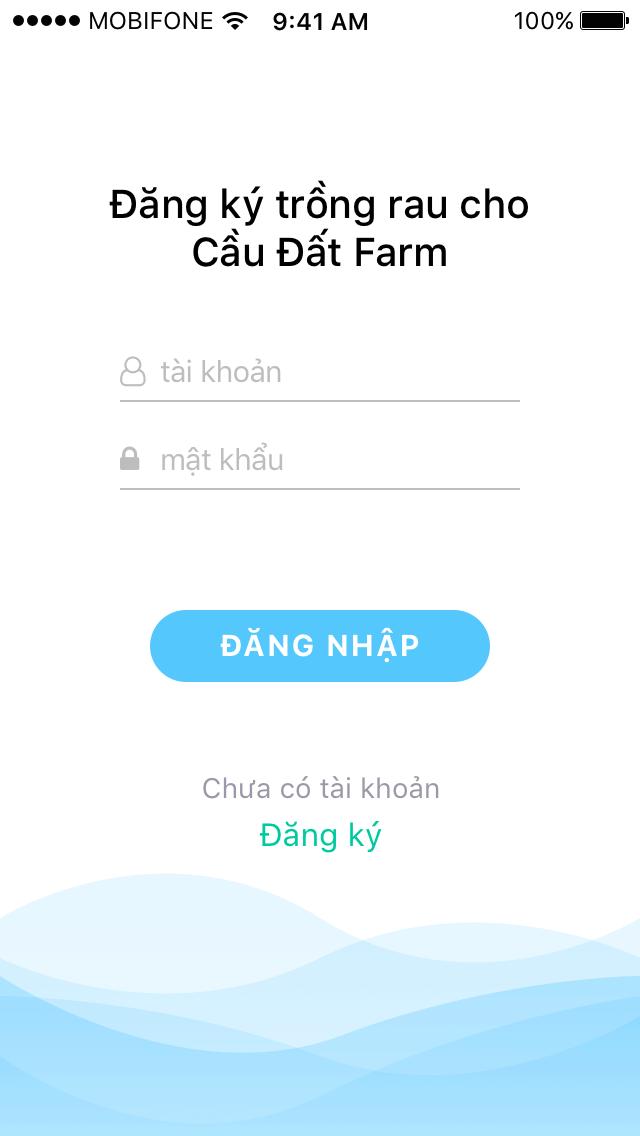 MOBIFONE 9:41 AM 100%
Đăng ký trồng rau cho
Cầu Đất Farm
tài khoản
mật khẩu
ĐĂNG NHẬP
Chưa có tài khoản
Đăng ký